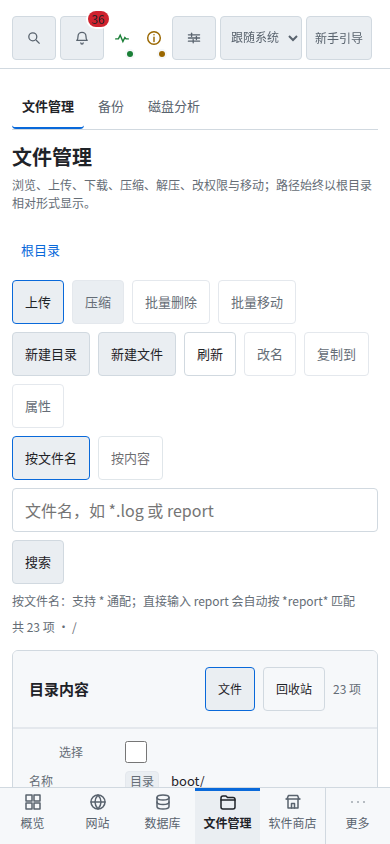 36
跟随系统
新手引导
文件管理 备份 磁盘分析
文件管理
浏览、上传、下载、压缩、解压、改权限与移动；路径始终以根目录
相对形式显示。
根目录
上传 压缩 批量删除 批量移动
新建目录 新建文件 刷新 改名 复制到
属性
按文件名 按内容
文件名，如 *.log 或 report
搜索
按文件名：支持 * 通配；直接输入 report 会自动按 *report* 匹配
共 23 项 · /
目录内容 文件 回收站 23 项
选择
名称 目录 boot/
概览 网站 数据库 文件管理 软件商店 更多